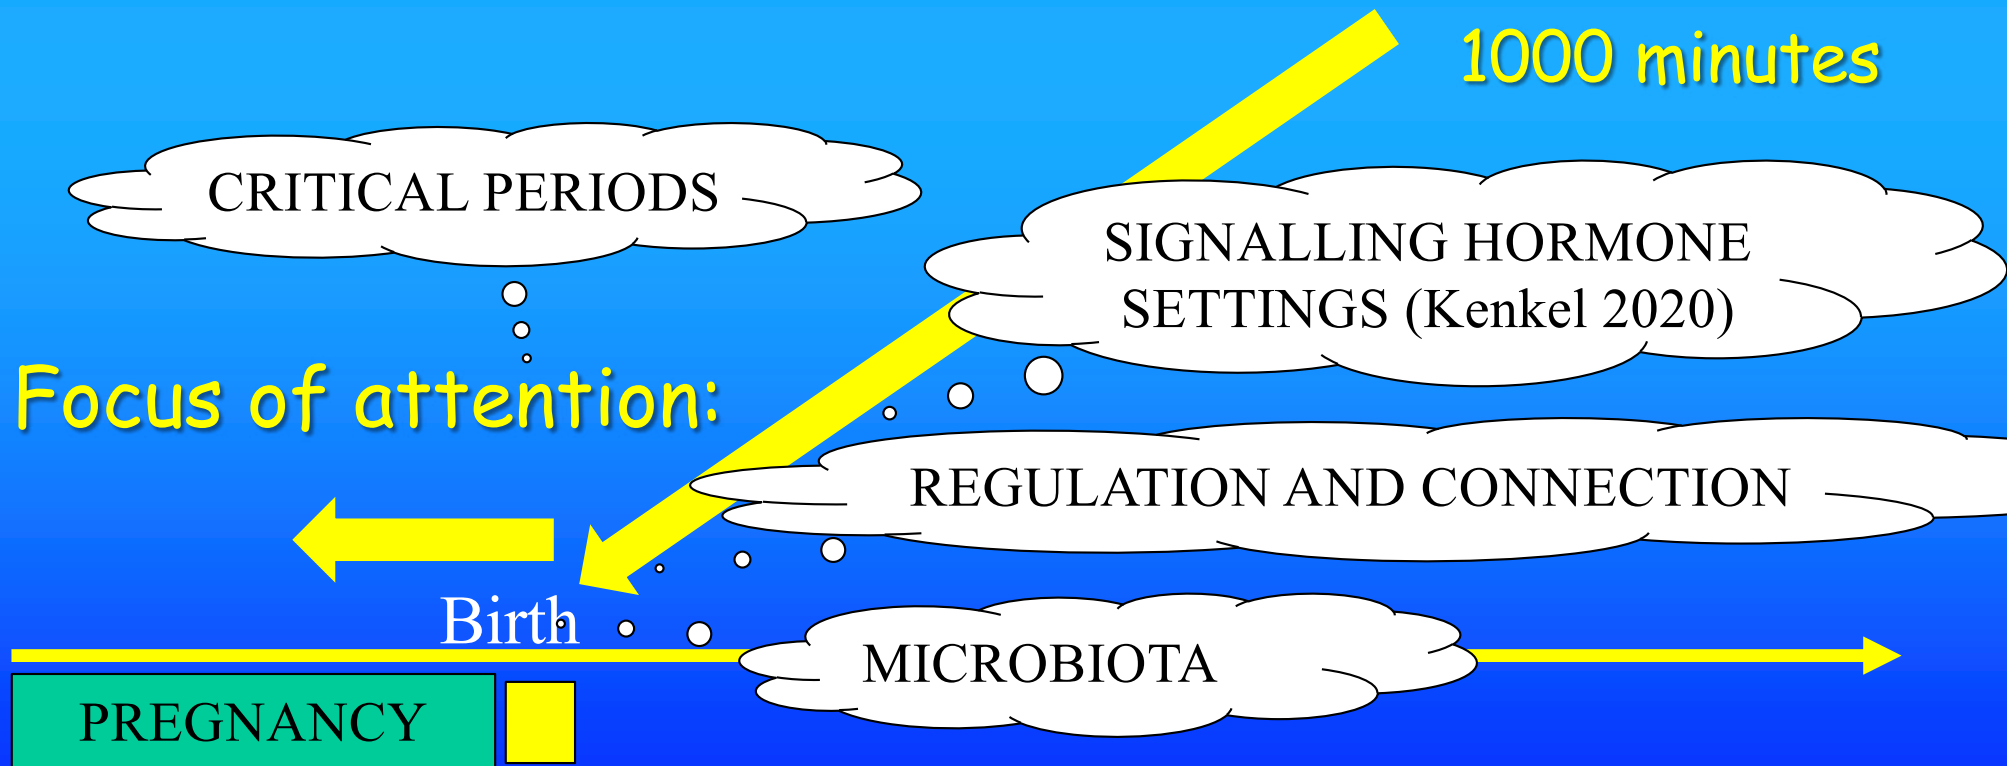 1000 minutes
CRITICAL PERIODS
SIGNALLING HORMONE
SETTINGS (Kenkel 2020)
Focus of attention:
REGULATION AND CONNECTION
Birth
MICROBIOTA
PREGNANCY